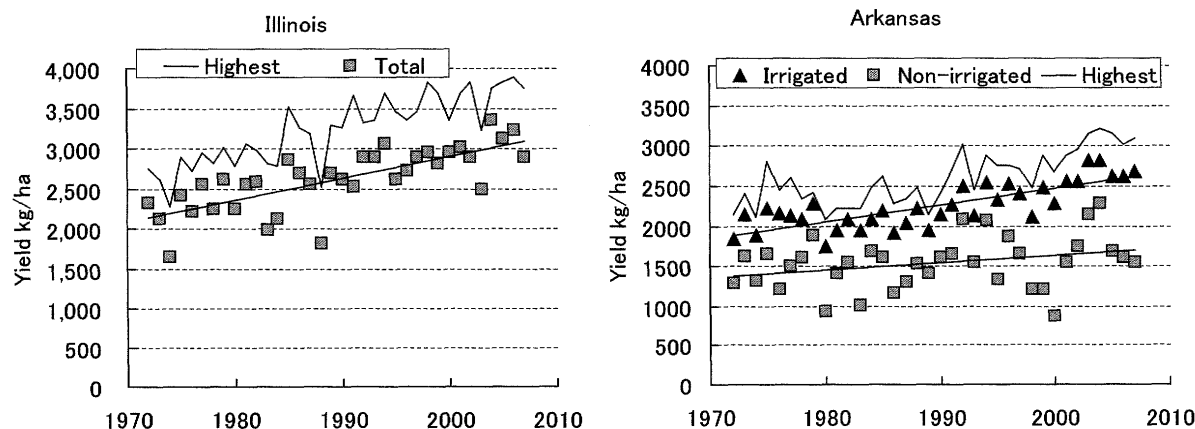 Illinois
Highest Total
Yield kg/ha
4,000
3,500
3,000
2,500
2,000
1,500
1,000
500
0
1970 1980 1990 2000 2010
Arkansas
Irrigated Non-irrigated Highest
Yield kg/ha
4000
3500
3000
2500
2000
1500
1000
500
0
1970 1980 1990 2000 2010